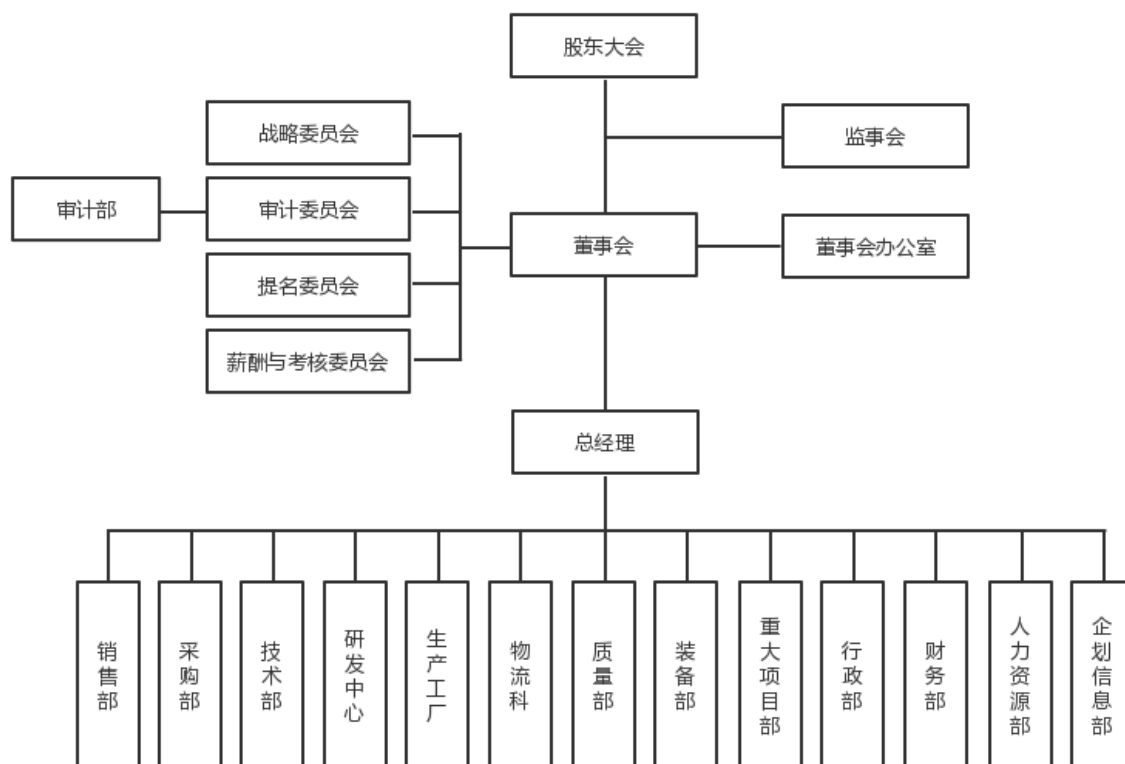 股东大会
战略委员会
监事会
审计部
审计委员会
董事会
董事会办公室
提名委员会
薪酬与考核委员会
总经理
销售部
采购部
技术部
研发中心
生产工厂
物流科
质量部
装备部
重大项目部
行政部
财务部
人力资源部
企划信息部